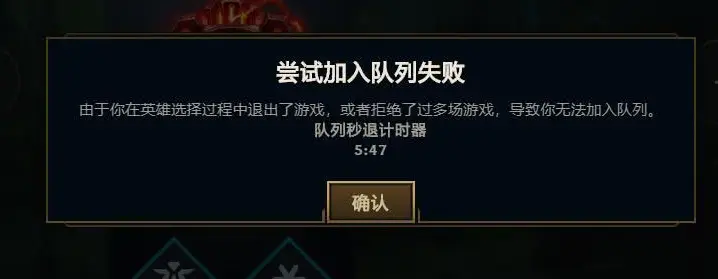 尝试加入队列失败
由于你在英雄选择过程中退出了游戏，或者拒绝了过多场游戏，导致你无法加入队列。
队列秒退计时器
5:47
确认